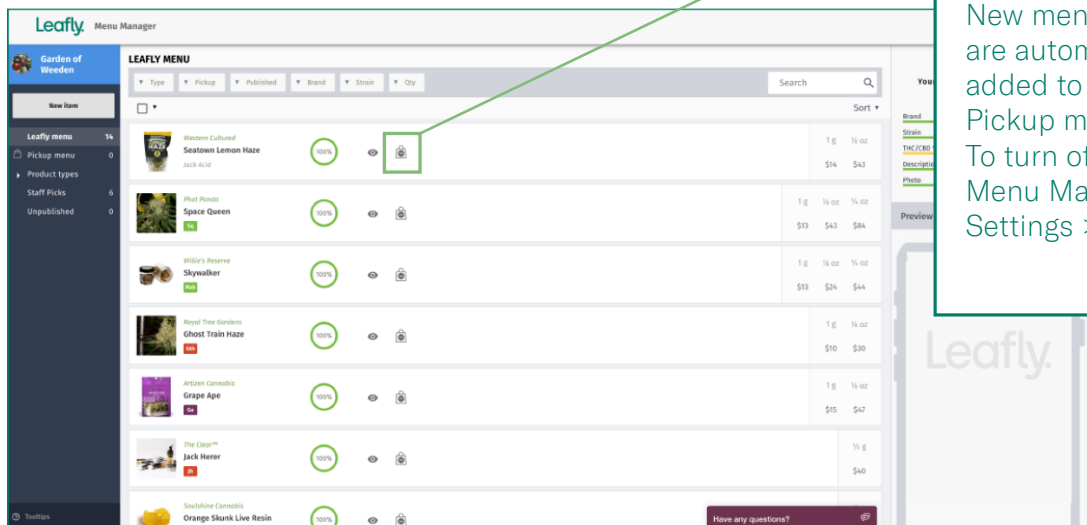 Leafly. Menu Manager
New men
are autom
added to
Pickup m
To turn of
Menu Ma
Settings >
Garden of
Weeden
New item
Leafly menu 14
Pickup menu 0
Product types
Staff Picks 6
Unpublished 0
Tooltips
LEAFLY MENU
Type Pickup Published Brand Strain Qty
Search
Sort
Western Cultured
Seatown Lemon Haze
Jack Acid
100%
1 g ⅛ oz
$14 $43
Phat Panda
Space Queen
Sq
100%
1 g ⅛ oz ¼ oz
$13 $43 $84
Willie's Reserve
Skywalker
100%
1 g ⅛ oz ¼ oz
$13 $24 $44
Royal Tree Gardens
Ghost Train Haze
Gth
100%
1 g ⅛ oz
$10 $30
Artizen Cannabis
Grape Ape
Ga
100%
1 g ⅛ oz
$15 $47
The Clear™
Jack Herer
Jh
100%
½ g
$40
Soulshine Cannabis
Orange Skunk Live Resin
100%
Have any questions?
You
Brand
Strain
THC/CBD
Descriptio
Photo
Preview
Leafly.